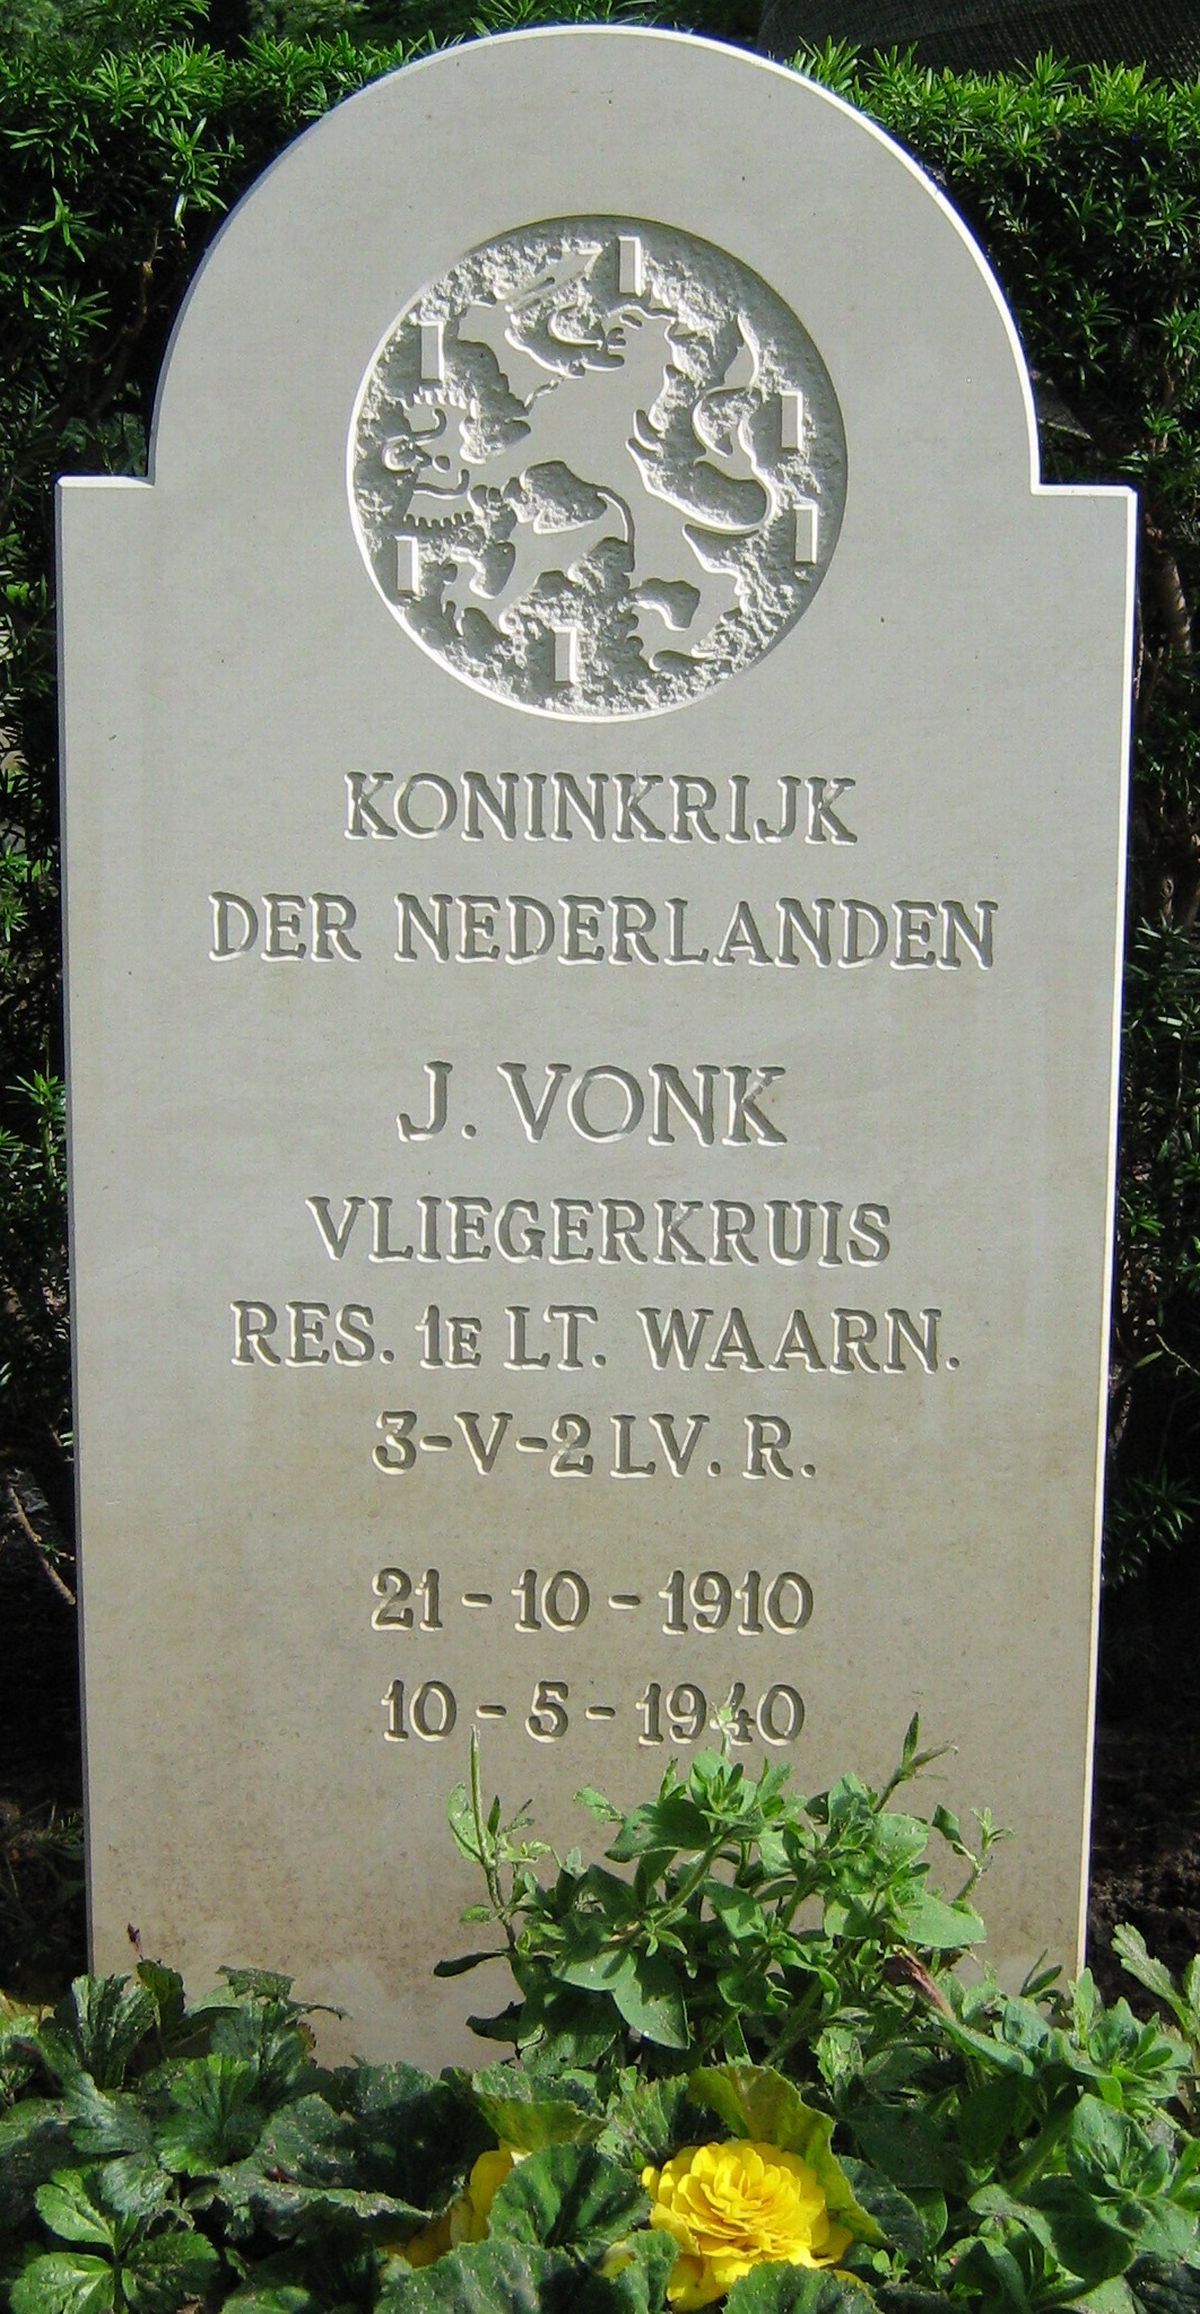 KONINKRIJK
DER NEDERLANDEN
J. VONK
VLIEGERKRUIS
RES. 1E LT. WAARN.
3-V-2 LV. R.
21 - 10 - 1910
10 - 5 - 1940